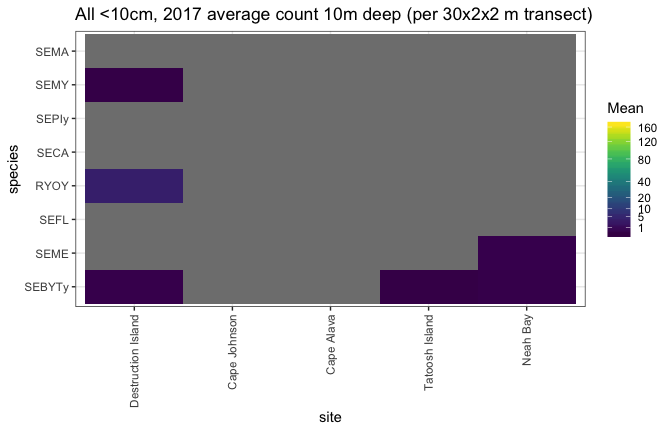 All <10cm, 2017 average count 10m deep (per 30x2x2 m transect)
SEMA
SEMY
SEPly
SECA
RYOY
SEFL
SEME
SEBYTy
species
Destruction Island
Cape Johnson
Cape Alava
Tatoosh Island
Neah Bay
site
Mean
160
120
80
40
20
10
5
1